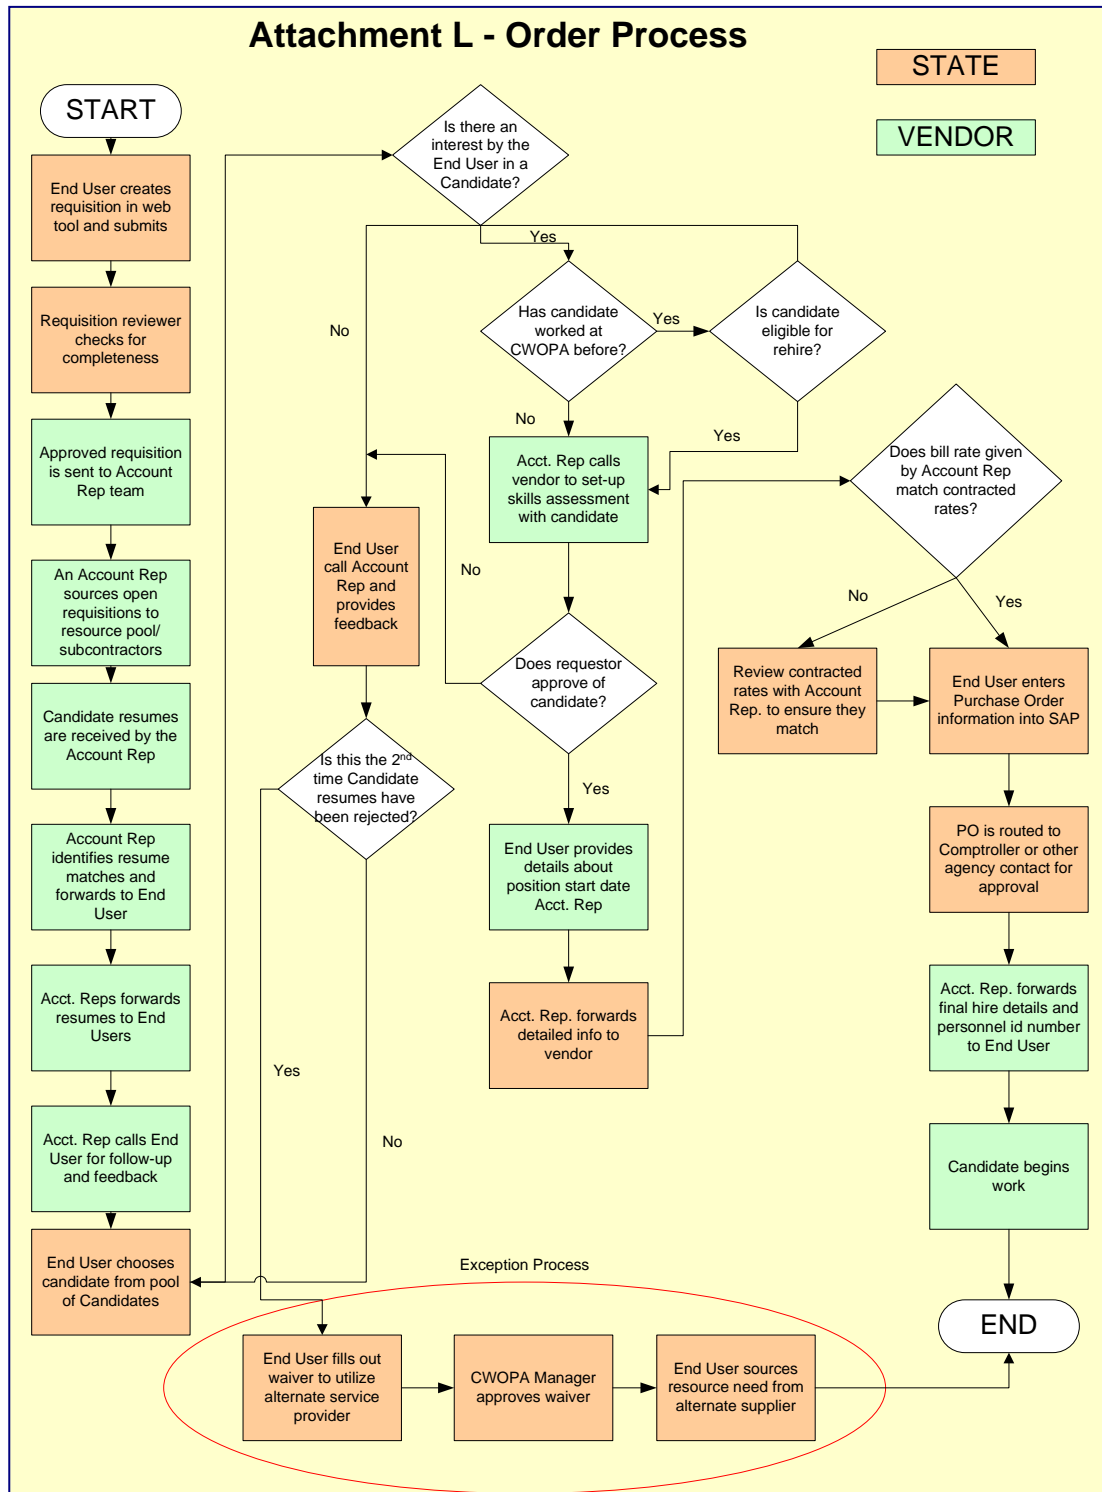 Attachment L - Order Process
STATE
VENDOR
START
End User creates
requisition in web
tool and submits
Requisition reviewer
checks for
completeness
Approved requisition
is sent to Account
Rep team
An Account Rep
sources open
requisitions to
resource pool/
subcontractors
Candidate resumes
are received by the
Account Rep
Account Rep
identifies resume
matches and
forwards to End
User
Acct. Reps forwards
resumes to End
Users
Acct. Rep calls End
User for follow-up
and feedback
End User chooses
candidate from pool
of Candidates
Is there an
interest by the
End User in a
Candidate?
Yes
No
Has candidate
worked at
CWOPA before?
Yes
No
Is candidate
eligible for
rehire?
Yes
Acct. Rep calls
vendor to set-up
skills assessment
with candidate
End User
call Account
Rep and
provides
feedback
No
Does requestor
approve of
candidate?
Yes
Is this the 2nd
time Candidate
resumes have
been rejected?
Yes
No
End User provides
details about
position start date
Acct. Rep
Acct. Rep. forwards
detailed info to
vendor
Does bill rate given
by Account Rep
match contracted
rates?
No
Yes
Review contracted
rates with Account
Rep. to ensure they
match
End User enters
Purchase Order
information into SAP
PO is routed to
Comptroller or other
agency contact for
approval
Acct. Rep. forwards
final hire details and
personnel id number
to End User
Candidate begins
work
END
Exception Process
End User fills out
waiver to utilize
alternate service
provider
CWOPA Manager
approves waiver
End User sources
resource need from
alternate supplier